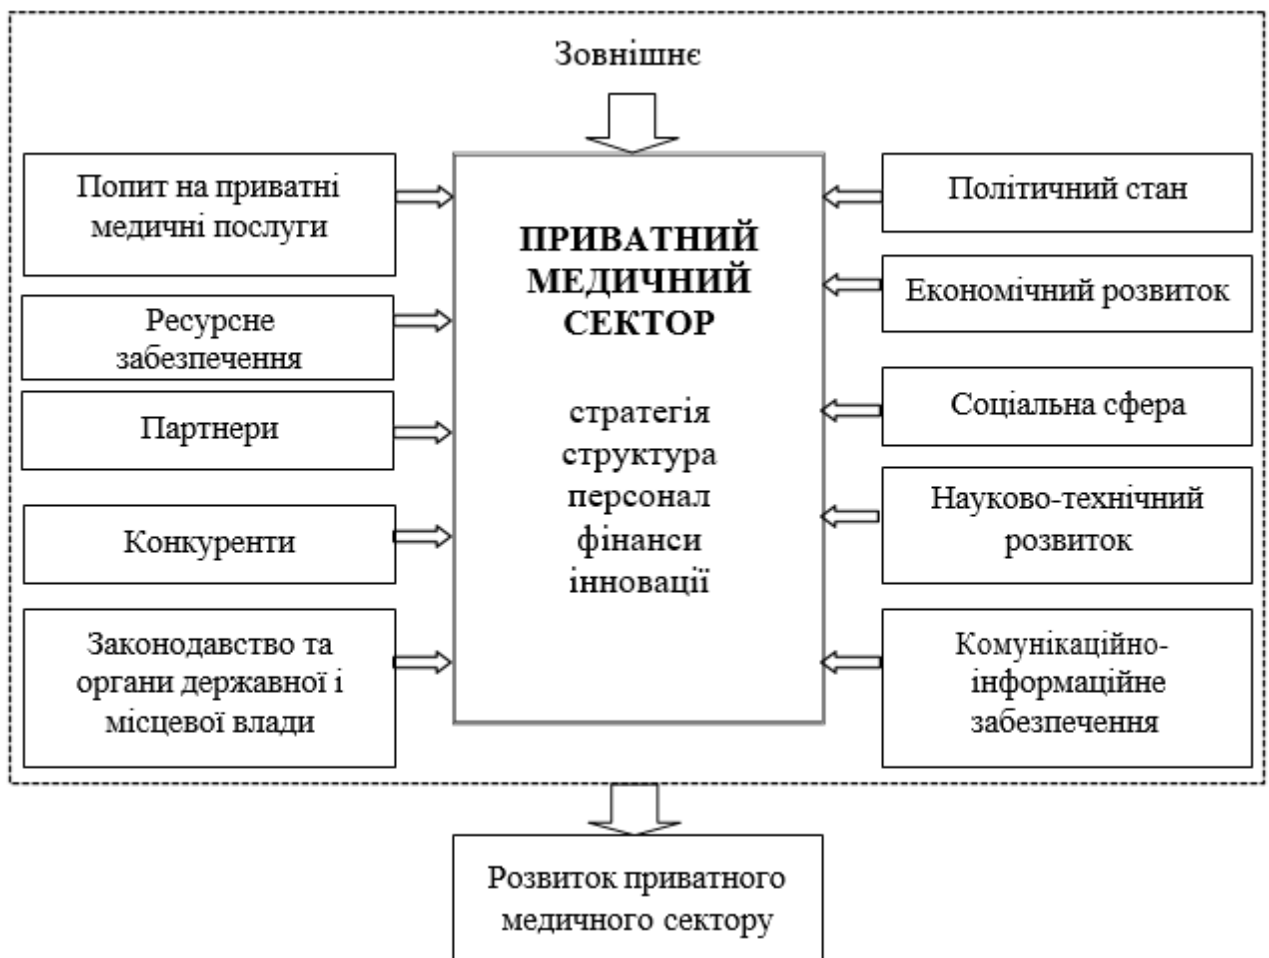 Зовнішнє
Попит на приватні
медичні послуги
Ресурсне
забезпечення
Партнери
Конкуренти
Законодавство та
органи державної і
місцевої влади
ПРИВАТНИЙ
МЕДИЧНИЙ
СЕКТОР
стратегія
структура
персонал
фінанси
інновації
Політичний стан
Економічний розвиток
Соціальна сфера
Науково-технічний
розвиток
Комунікаційно-
інформаційне
забезпечення
Розвиток приватного
медичного сектору